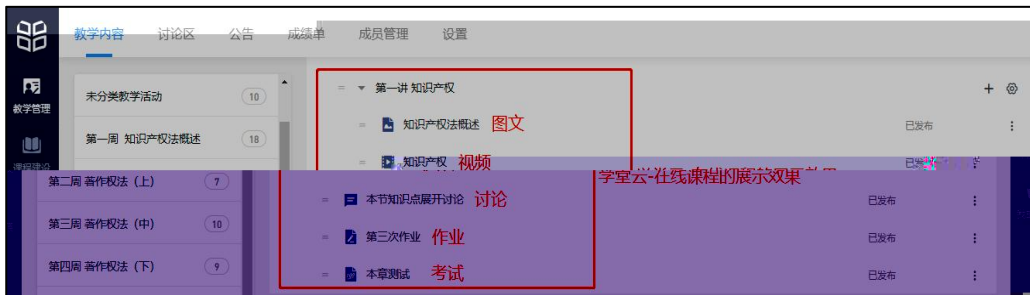 教学内容 讨论区 公告 成绩单 成员管理 设置
教学管理
未分类教学活动 10
第一讲 知识产权
第一周 知识产权法概述 18
知识产权法概述 图文 已发布
知识产权 视频
学堂云-在线课程的展示效果
第二周 著作权法（上） 7
本节知识点展开讨论 讨论 已发布
第三周 著作权法（中） 10
第三次作业 作业 已发布
第四周 著作权法（下） 9
本章测试 考试 已发布